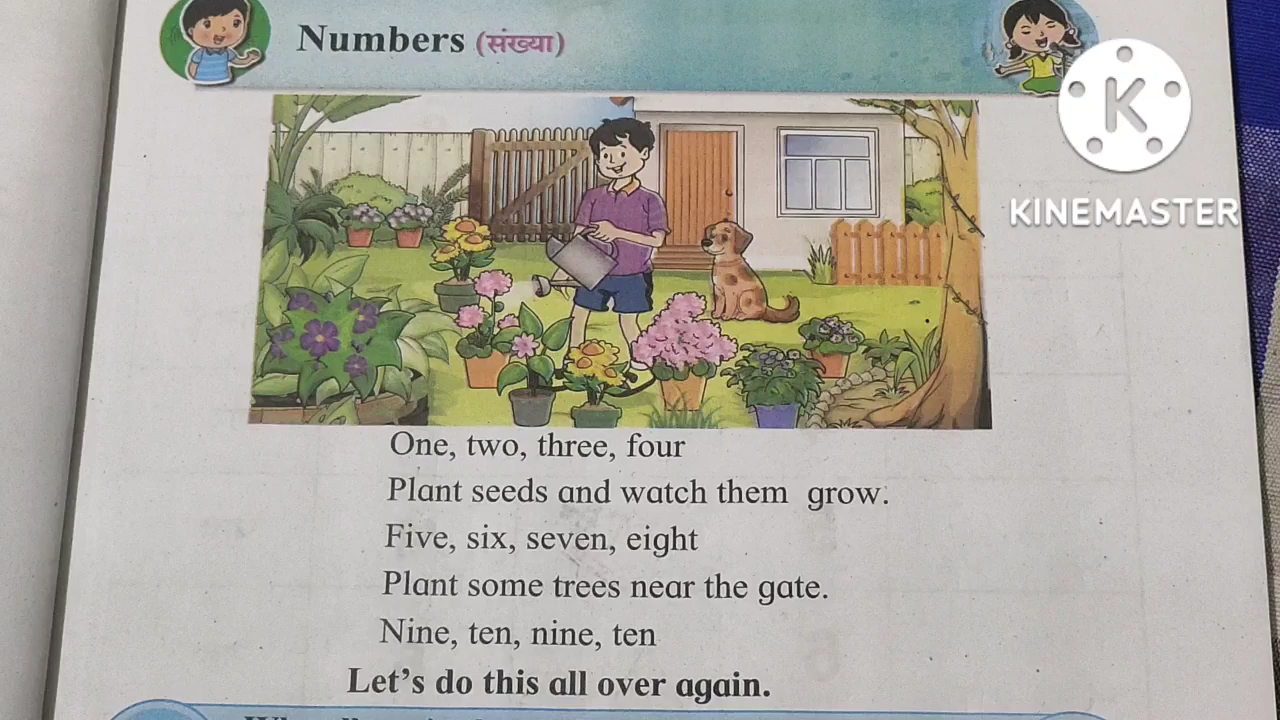 Numbers (संख्या)
K
KINEMASTER
One, two, three, four
Plant seeds and watch them grow.
Five, six, seven, eight
Plant some trees near the gate.
Nine, ten, nine, ten
Let's do this all over again.